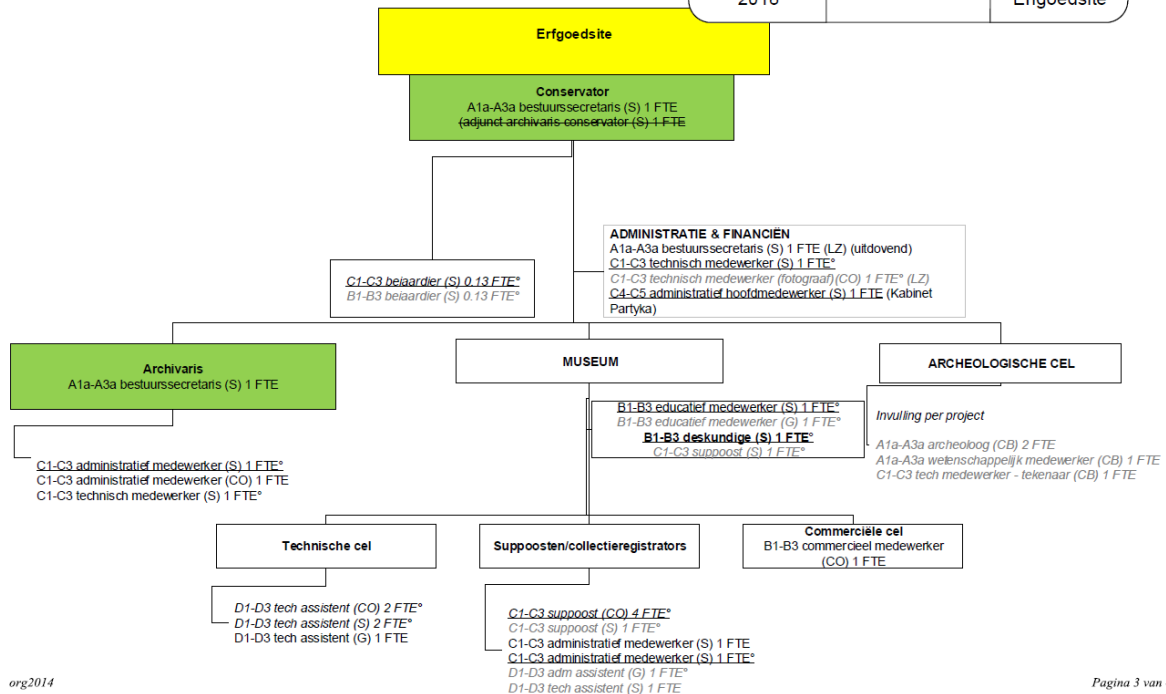 2018
Erfgoedsite
Erfgoedsite
Conservator
A1a-A3a bestuurssecretaris (S) 1 FTE
(adjunct archivaris-conservator (S) 1 FTE
C1-C3 beiaardier (S) 0.13 FTE°
B1-B3 beiaardier (S) 0.13 FTE°
ADMINISTRATIE & FINANCIËN
A1a-A3a bestuurssecretaris (S) 1 FTE (LZ) (uitdovend)
C1-C3 technisch medewerker (S) 1 FTE°
C1-C3 technisch medewerker (fotograaf)(CO) 1 FTE° (LZ)
C4-C5 administratief hoofdmedewerker (S) 1 FTE (Kabinet
Partyka)
Archivaris
A1a-A3a bestuurssecretaris (S) 1 FTE
C1-C3 administratief medewerker (S) 1 FTE°
C1-C3 administratief medewerker (CO) 1 FTE
C1-C3 technisch medewerker (S) 1 FTE°
MUSEUM
B1-B3 educatief medewerker (S) 1 FTE°
B1-B3 educatief medewerker (G) 1 FTE°
B1-B3 deskundige (S) 1 FTE°
C1-C3 suppoost (S) 1 FTE°
ARCHEOLOGISCHE CEL
Invulling per project
A1a-A3a archeoloog (CB) 2 FTE
A1a-A3a wetenschappelijk medewerker (CB) 1 FTE
C1-C3 tech medewerker - tekenaar (CB) 1 FTE
Technische cel
D1-D3 tech assistent (CO) 2 FTE°
D1-D3 tech assistent (S) 2 FTE°
D1-D3 tech assistent (G) 1 FTE
Suppoosten/collectieregistrators
C1-C3 suppoost (CO) 4 FTE°
C1-C3 suppoost (S) 1 FTE°
C1-C3 administratief medewerker (S) 1 FTE
C1-C3 administratief medewerker (S) 1 FTE°
D1-D3 adm assistent (G) 1 FTE°
D1-D3 tech assistent (S) 1 FTE
Commerciële cel
B1-B3 commercieel medewerker
(CO) 1 FTE
org2014
Pagina 3 van